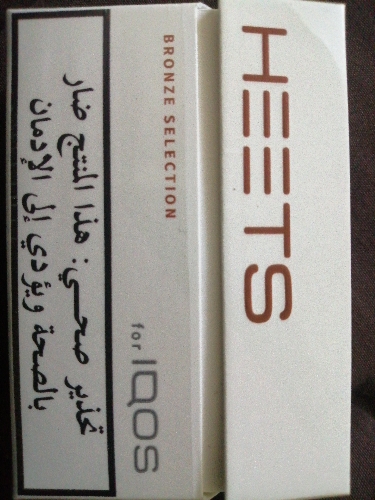 HEETS
BRONZE SELECTION
for IQOS
تحذير صحي: هذا المنتج ضار
بالصحة ويؤدي إلى الإدمان